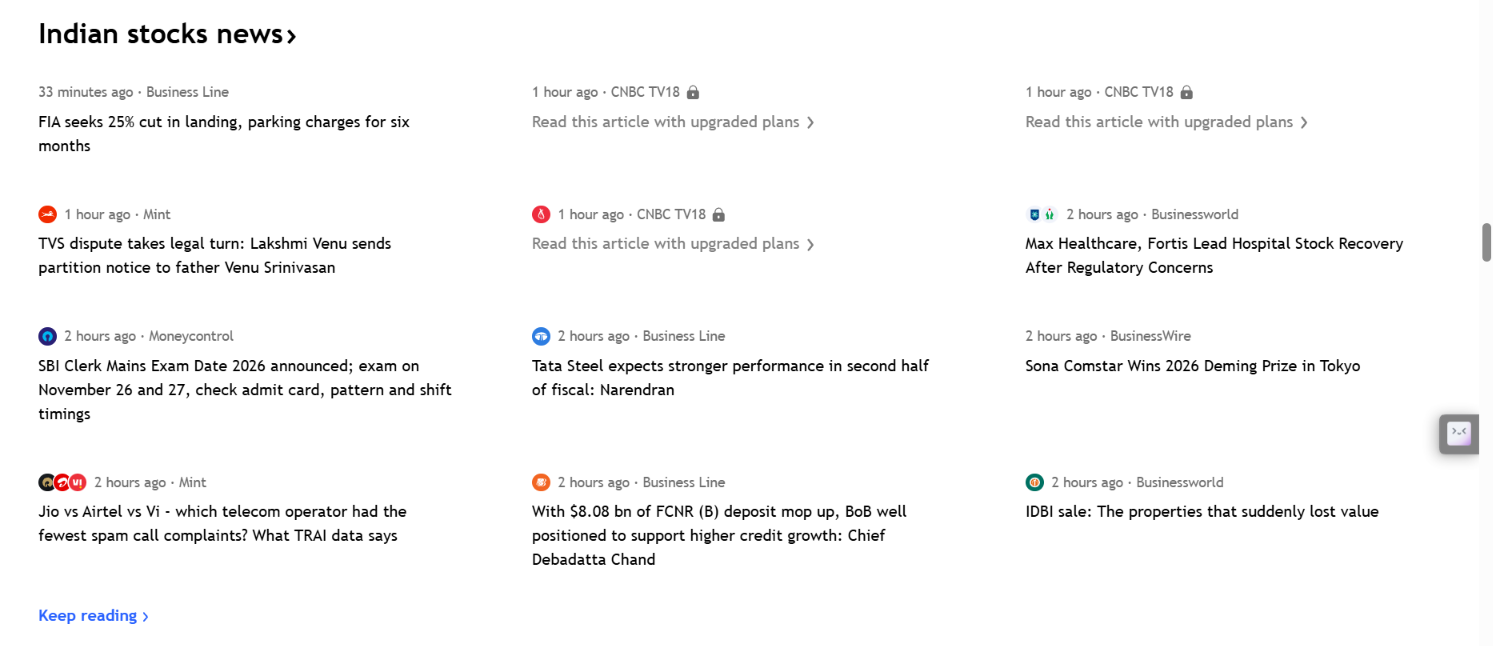 Indian stocks news›
33 minutes ago · Business Line
FIA seeks 25% cut in landing, parking charges for six
months
1 hour ago · CNBC TV18
Read this article with upgraded plans ›
1 hour ago · CNBC TV18
Read this article with upgraded plans ›
1 hour ago · Mint
TVS dispute takes legal turn: Lakshmi Venu sends
partition notice to father Venu Srinivasan
1 hour ago · CNBC TV18
Read this article with upgraded plans ›
2 hours ago · Businessworld
Max Healthcare, Fortis Lead Hospital Stock Recovery
After Regulatory Concerns
2 hours ago · Moneycontrol
SBI Clerk Mains Exam Date 2026 announced; exam on
November 26 and 27, check admit card, pattern and shift
timings
2 hours ago · Business Line
Tata Steel expects stronger performance in second half
of fiscal: Narendran
2 hours ago · BusinessWire
Sona Comstar Wins 2026 Deming Prize in Tokyo
2 hours ago · Mint
Jio vs Airtel vs Vi - which telecom operator had the
fewest spam call complaints? What TRAI data says
2 hours ago · Business Line
With $8.08 bn of FCNR (B) deposit mop up, BoB well
positioned to support higher credit growth: Chief
Debadatta Chand
2 hours ago · Businessworld
IDBI sale: The properties that suddenly lost value
Keep reading ›